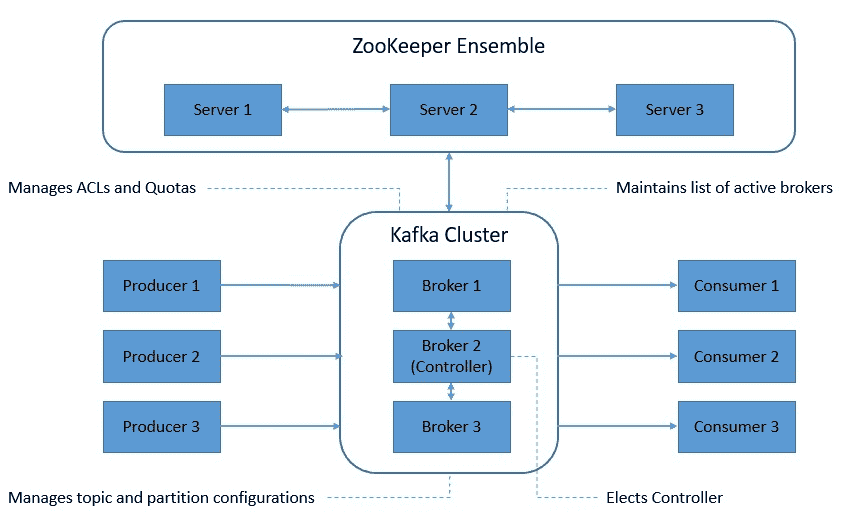 ZooKeeper Ensemble
Server 1
Server 2
Server 3
Manages ACLs and Quotas
Maintains list of active brokers
Kafka Cluster
Producer 1
Broker 1
Consumer 1
Producer 2
Broker 2
(Controller)
Consumer 2
Producer 3
Broker 3
Consumer 3
Manages topic and partition configurations
Elects Controller